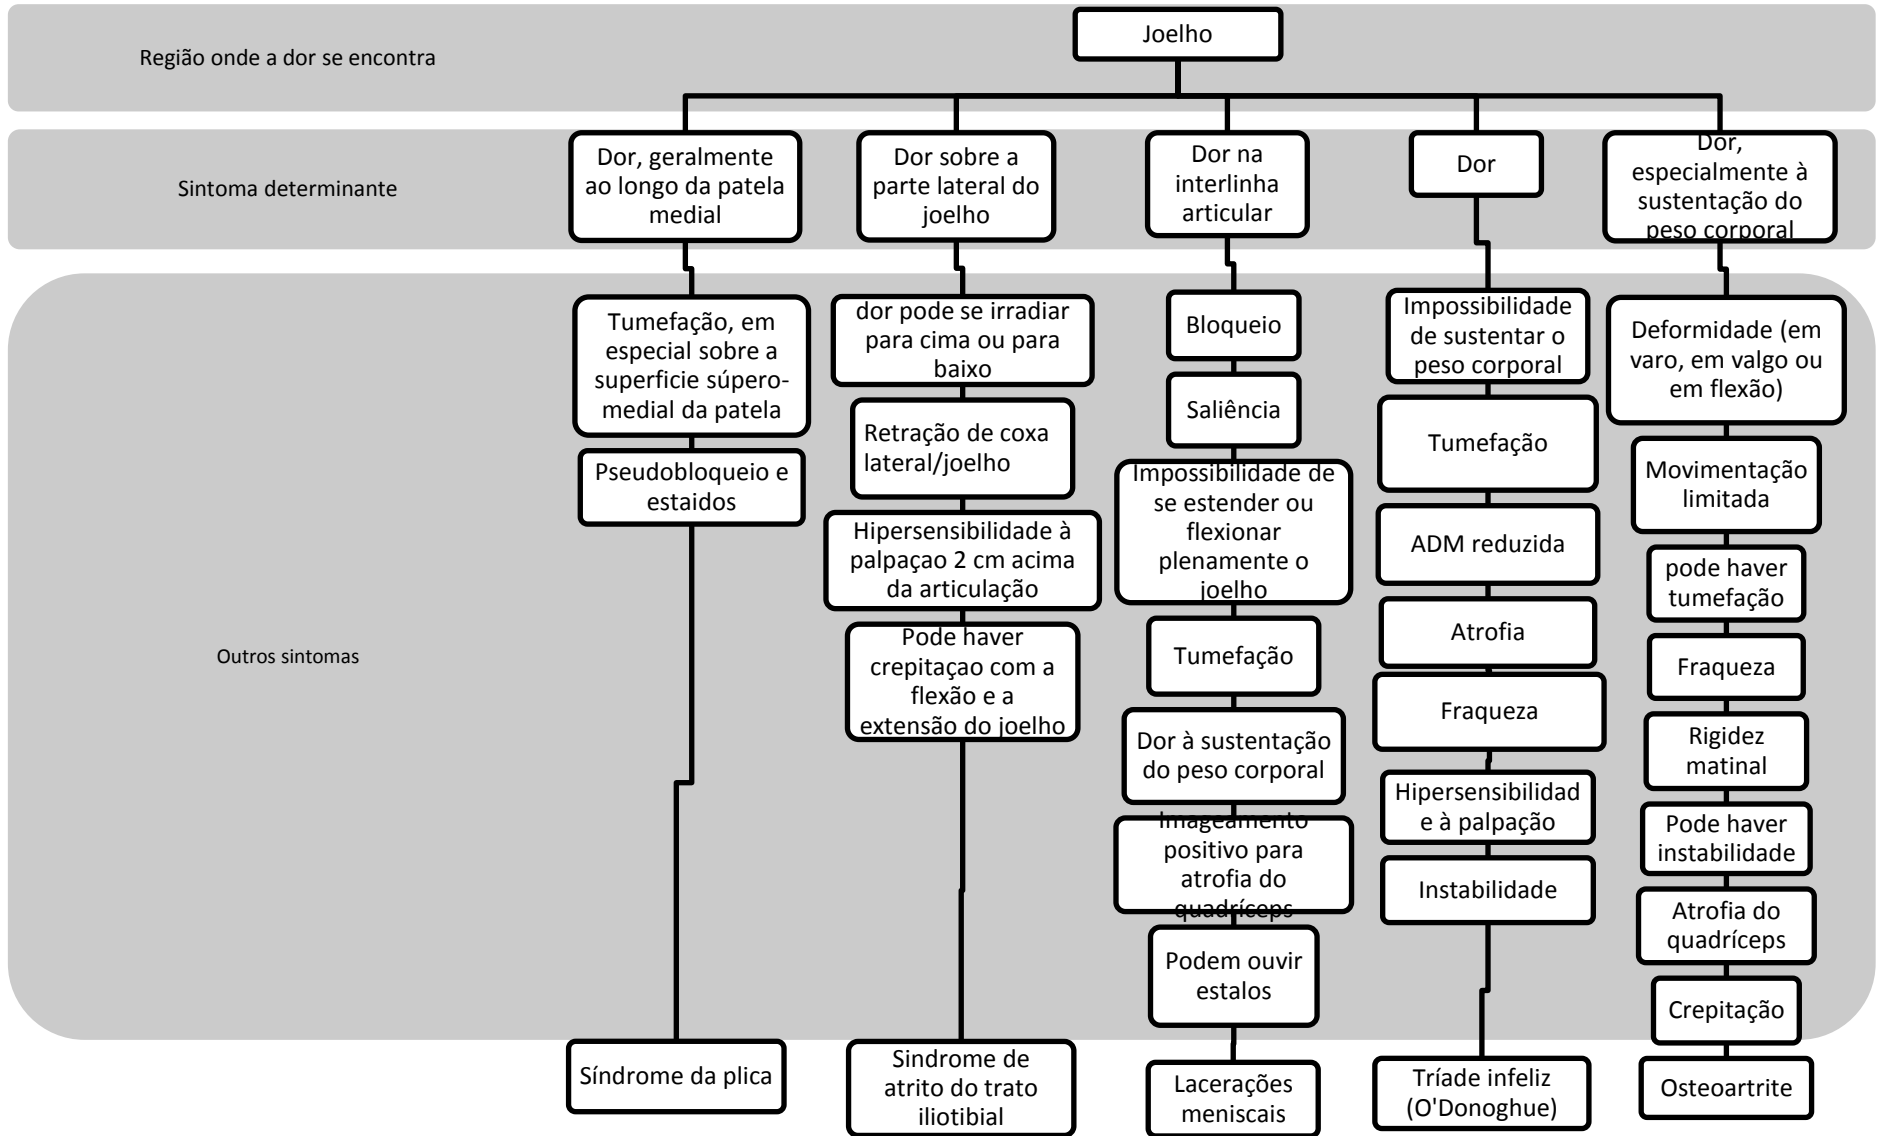 Região onde a dor se encontra
Joelho
Sintoma determinante
Dor, geralmente
ao longo da patela
medial
Dor sobre a
parte lateral do
joelho
Dor na
interlinha
articular
Dor
Dor,
especialmente à
sustentação do
peso corporal
Outros sintomas
Tumefação, em
especial sobre a
superficie súpero-
medial da patela
Pseudobloqueio e
estaidos
Síndrome da plica
dor pode se irradiar
para cima ou para
baixo
Retração de coxa
lateral/joelho
Hipersensibilidade à
palpaçao 2 cm acima
da articulação
Pode haver
crepitaçao com a
flexão e a
extensão do joelho
Sindrome de
atrito do trato
iliotibial
Bloqueio
Saliência
Impossibilidade de
se estender ou
flexionar
plenamente o
joelho
Tumefação
Dor à sustentação
do peso corporal
Imageamento
positivo para
atrofia do
quadríceps
Podem ouvir
estalos
Lacerações
meniscais
Impossibilidade
de sustentar o
peso corporal
Tumefação
ADM reduzida
Atrofia
Fraqueza
Hipersensibilidad
e à palpação
Instabilidade
Tríade infeliz
(O'Donoghue)
Deformidade (em
varo, em valgo ou
em flexão)
Movimentação
limitada
pode haver
tumefação
Fraqueza
Rigidez
matinal
Pode haver
instabilidade
Atrofia do
quadríceps
Crepitação
Osteoartrite